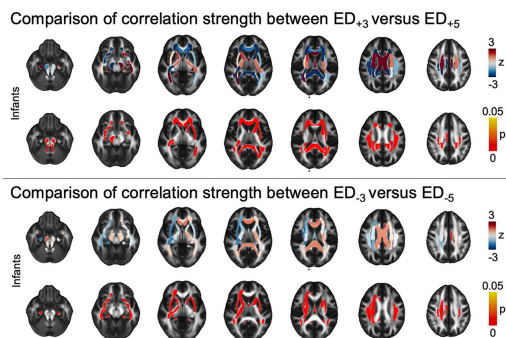 Comparison of correlation strength between ED+3 versus ED+5
Infants
3
z
-3
0.05
p
0
Comparison of correlation strength between ED-3 versus ED-5
Infants
3
z
-3
0.05
p
0